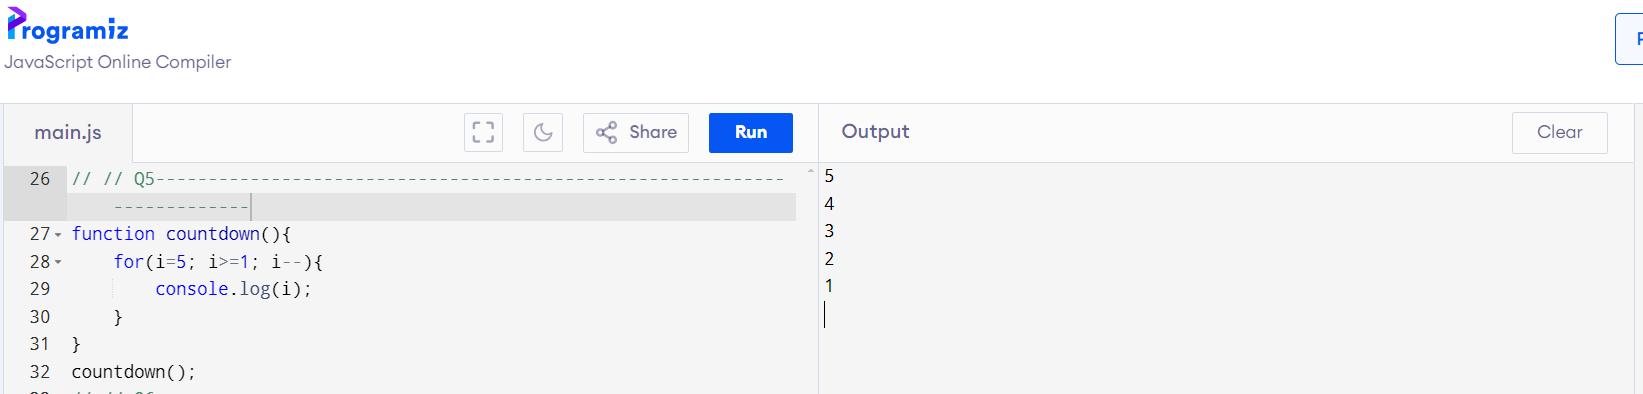 Programiz
JavaScript Online Compiler
main.js
Share
Run
Output
Clear
26 // // Q5------------------------------------------------------------
-------------
27 function countdown(){
28 for(i=5; i>=1; i--){
29 console.log(i);
30 }
31 }
32 countdown();
5
4
3
2
1